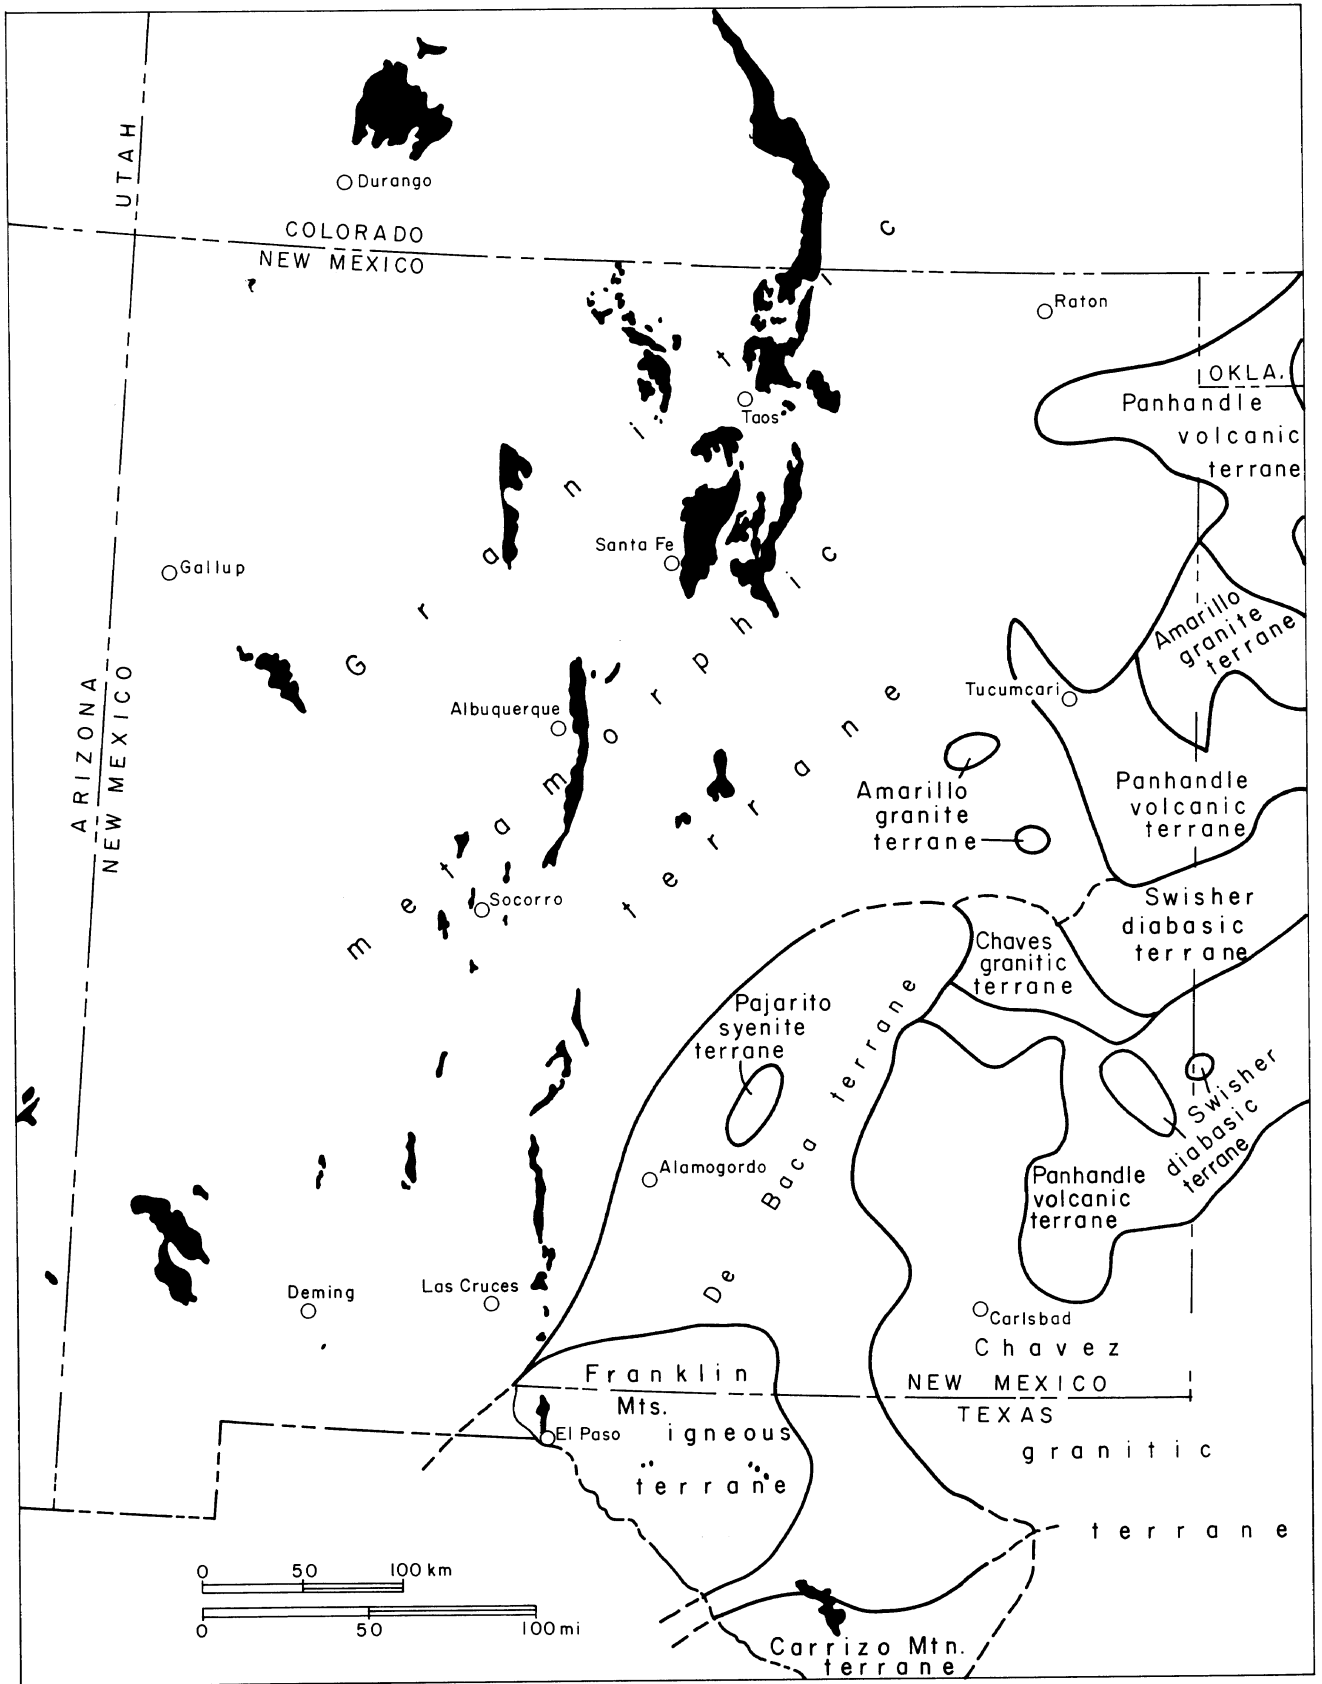 UTAH
Durango
COLORADO
NEW MEXICO
Raton
OKLA.
Panhandle
volcanic
terrane
Taos
Santa Fe
Gallup
Granitic
metamorphic
terrane
Amarillo
granite
terrane
Tucumcari
Albuquerque
ARIZONA
NEW MEXICO
Amarillo
granite
terrane
Panhandle
volcanic
terrane
Socorro
Swisher
diabasic
terrane
Chaves
granitic
terrane
Pajarito
syenite
terrane
De Baca terrane
Swisher
diabasic
terrane
Alamogordo
Panhandle
volcanic
terrane
Deming
Las Cruces
Carlsbad
Chavez
granitic
terrane
NEW MEXICO
TEXAS
Franklin
Mts.
igneous
terrane
El Paso
0 50 100 km
0 50 100 mi
Carrizo Mtn.
terrane